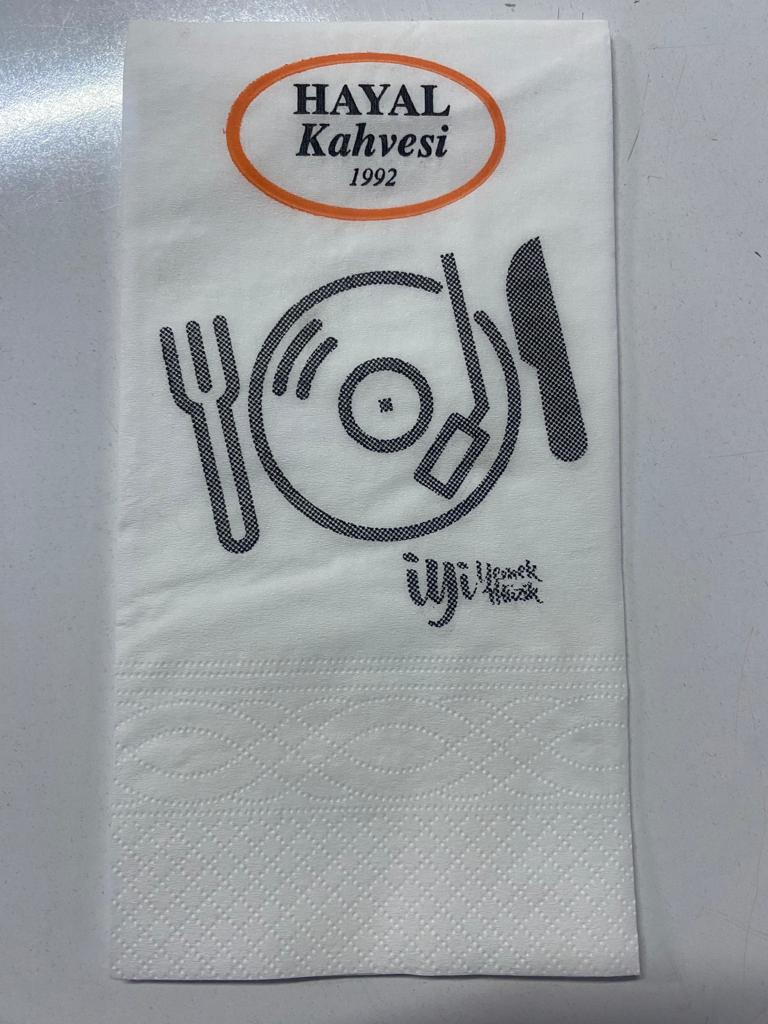 HAYAL
Kahvesi
1992
iyi Yemek
Müzik